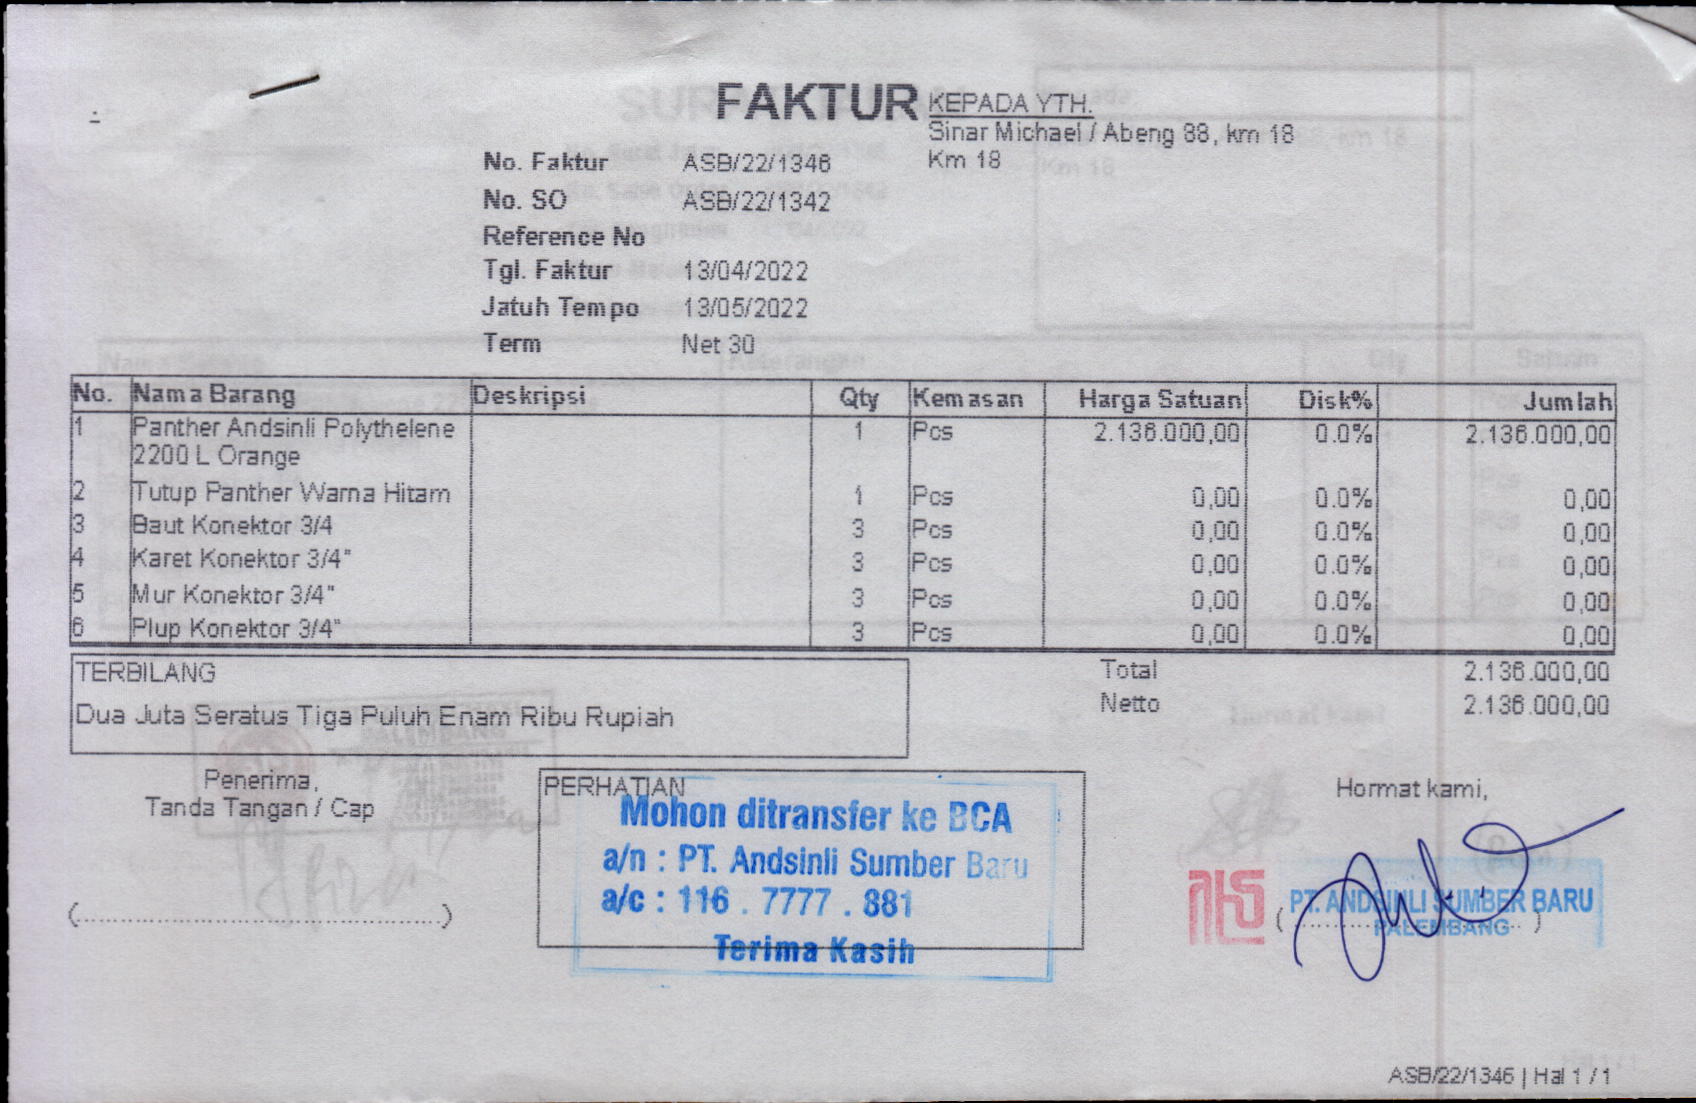 FAKTUR
KEPADA YTH.
Sinar Michael / Abeng 88, km 18
Km 18
No. Faktur ASB/22/1346
No. SO ASB/22/1342
Reference No
Tgl. Faktur 13/04/2022
Jatuh Tempo 13/05/2022
Term Net 30
No. Nama Barang Deskripsi Qty Kemasan Harga Satuan Disk% Jumlah
1 Panther Andsinli Polythelene 1 Pcs 2.136.000,00 0.0% 2.136.000,00
2200 L Orange
2 Tutup Panther Warna Hitam 1 Pcs 0,00 0.0% 0,00
3 Baut Konektor 3/4 3 Pcs 0,00 0.0% 0,00
4 Karet Konektor 3/4" 3 Pcs 0,00 0.0% 0,00
5 Mur Konektor 3/4" 3 Pcs 0,00 0.0% 0,00
6 Plup Konektor 3/4" 3 Pcs 0,00 0.0% 0,00
TERBILANG
Dua Juta Seratus Tiga Puluh Enam Ribu Rupiah
Total 2.136.000,00
Netto 2.136.000,00
Penerima,
Tanda Tangan / Cap
(........................................)
PERHATIAN
Mohon ditransfer ke BCA
a/n : PT. Andsinli Sumber Baru
a/c : 116 . 7777 . 881
Terima Kasih
Hormat kami,
PT. ANDSINLI SUMBER BARU
PALEMBANG
ASB/22/1346 | Hal 1 / 1